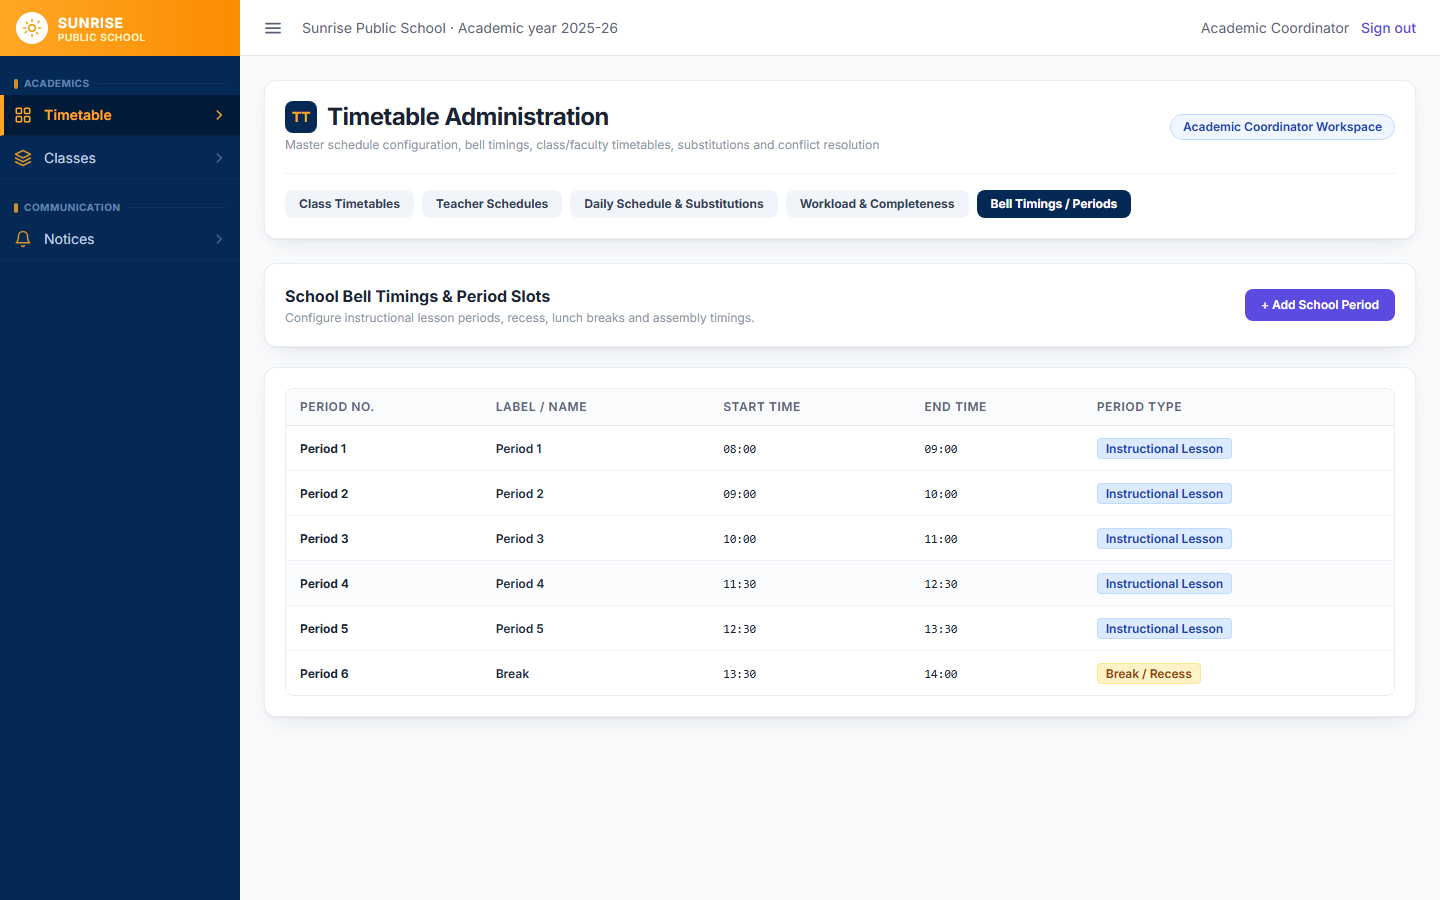 SUNRISE
PUBLIC SCHOOL
Sunrise Public School · Academic year 2025-26
Academic Coordinator
Sign out
ACADEMICS
Timetable
Classes
COMMUNICATION
Notices
TT
Timetable Administration
Master schedule configuration, bell timings, class/faculty timetables, substitutions and conflict resolution
Academic Coordinator Workspace
Class Timetables
Teacher Schedules
Daily Schedule & Substitutions
Workload & Completeness
Bell Timings / Periods
School Bell Timings & Period Slots
Configure instructional lesson periods, recess, lunch breaks and assembly timings.
+ Add School Period
PERIOD NO. LABEL / NAME START TIME END TIME PERIOD TYPE
Period 1 Period 1 08:00 09:00 Instructional Lesson
Period 2 Period 2 09:00 10:00 Instructional Lesson
Period 3 Period 3 10:00 11:00 Instructional Lesson
Period 4 Period 4 11:30 12:30 Instructional Lesson
Period 5 Period 5 12:30 13:30 Instructional Lesson
Period 6 Break 13:30 14:00 Break / Recess